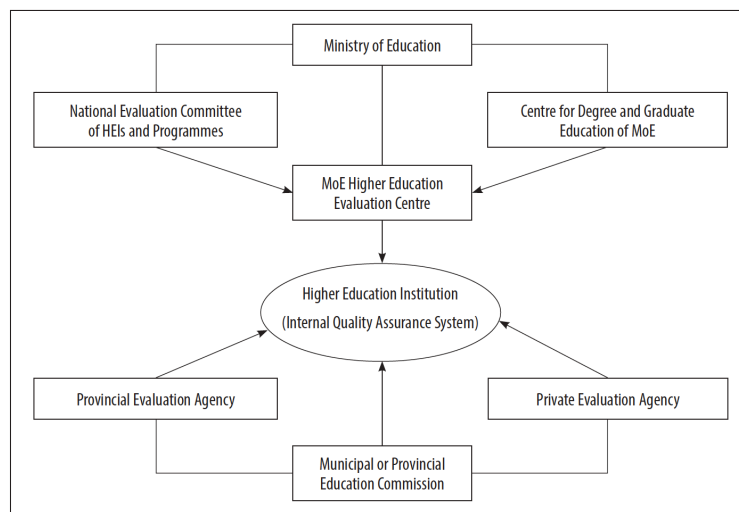 Ministry of Education
National Evaluation Committee
of HEIs and Programmes
Centre for Degree and Graduate
Education of MoE
MoE Higher Education
Evaluation Centre
Higher Education Institution
(Internal Quality Assurance System)
Provincial Evaluation Agency
Private Evaluation Agency
Municipal or Provincial
Education Commission